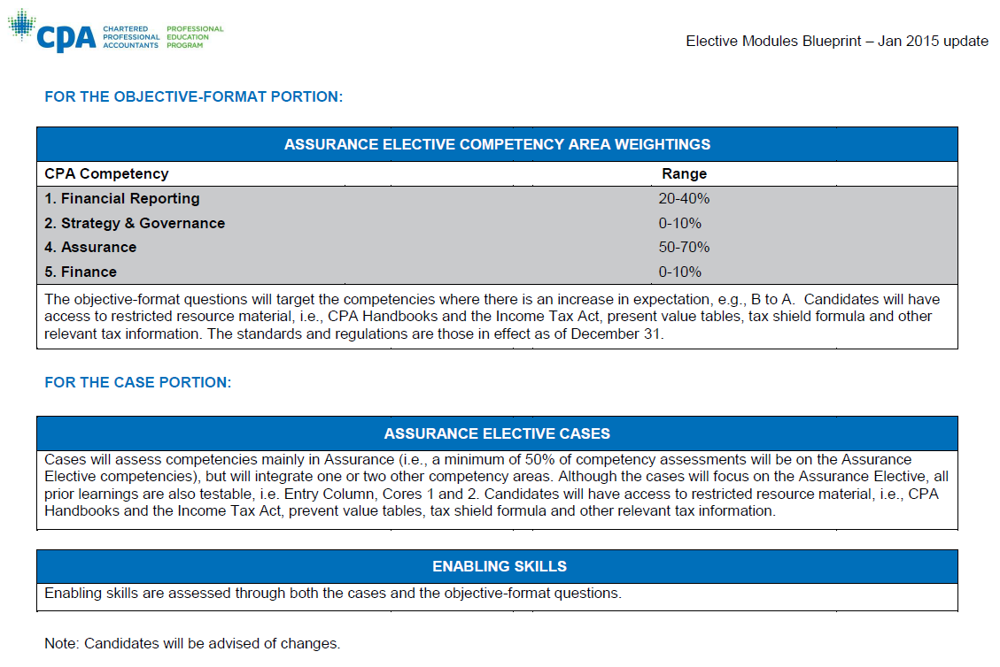 CPA CHARTERED PROFESSIONAL ACCOUNTANTS PROFESSIONAL EDUCATION PROGRAM
Elective Modules Blueprint – Jan 2015 update
FOR THE OBJECTIVE-FORMAT PORTION:
ASSURANCE ELECTIVE COMPETENCY AREA WEIGHTINGS
CPA Competency Range
1. Financial Reporting 20-40%
2. Strategy & Governance 0-10%
4. Assurance 50-70%
5. Finance 0-10%
The objective-format questions will target the competencies where there is an increase in expectation, e.g., B to A. Candidates will have
access to restricted resource material, i.e., CPA Handbooks and the Income Tax Act, present value tables, tax shield formula and other
relevant tax information. The standards and regulations are those in effect as of December 31.
FOR THE CASE PORTION:
ASSURANCE ELECTIVE CASES
Cases will assess competencies mainly in Assurance (i.e., a minimum of 50% of competency assessments will be on the Assurance
Elective competencies), but will integrate one or two other competency areas. Although the cases will focus on the Assurance Elective, all
prior learnings are also testable, i.e. Entry Column, Cores 1 and 2. Candidates will have access to restricted resource material, i.e., CPA
Handbooks and the Income Tax Act, prevent value tables, tax shield formula and other relevant tax information.
ENABLING SKILLS
Enabling skills are assessed through both the cases and the objective-format questions.
Note: Candidates will be advised of changes.